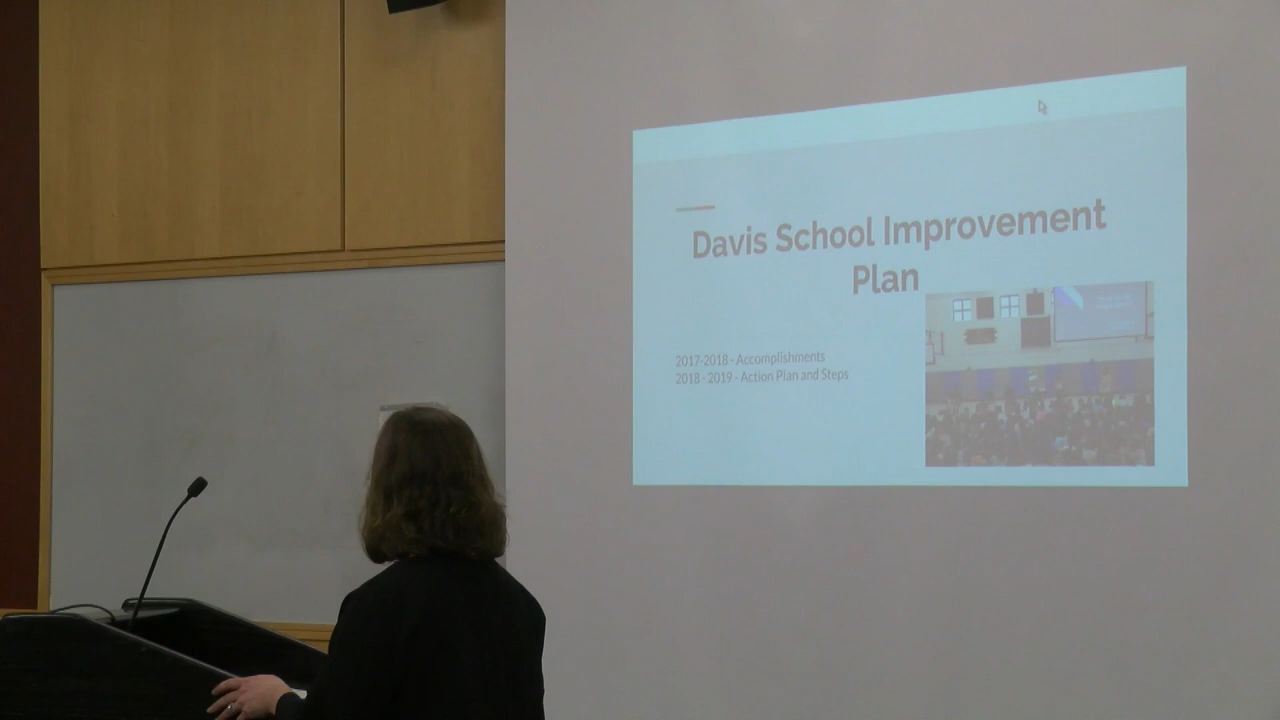 Davis School Improvement
Plan
2017-2018 - Accomplishments
2018 - 2019 - Action Plan and Steps